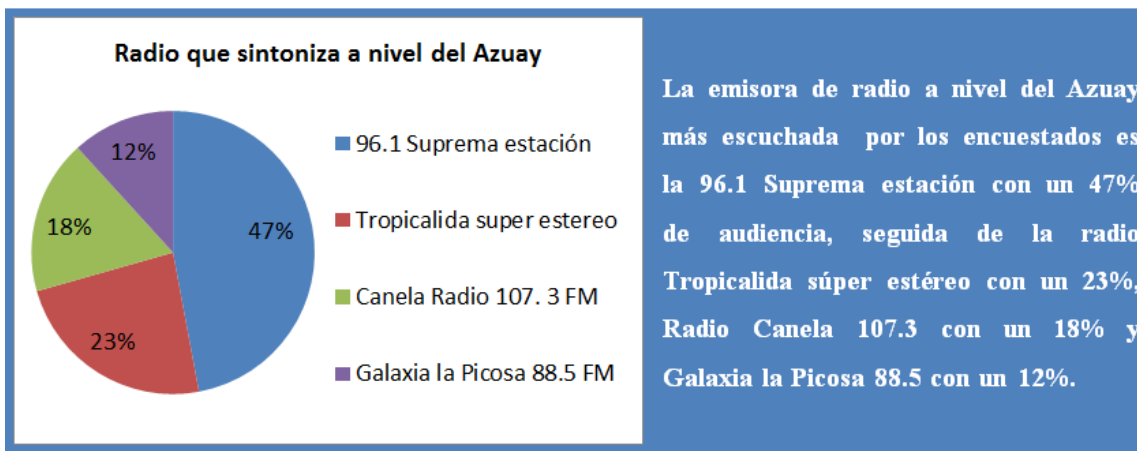 Radio que sintoniza a nivel del Azuay
12%
18%
47%
23%
96.1 Suprema estación
Tropicalida super estereo
Canela Radio 107. 3 FM
Galaxia la Picosa 88.5 FM
La emisora de radio a nivel del Azuay
más escuchada por los encuestados es
la 96.1 Suprema estación con un 47%
de audiencia, seguida de la radio
Tropicalida súper estéreo con un 23%,
Radio Canela 107.3 con un 18% y
Galaxia la Picosa 88.5 con un 12%.